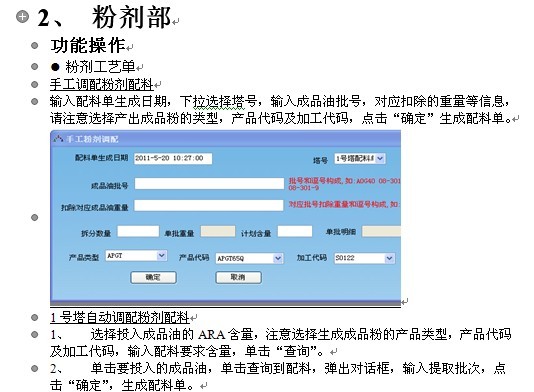 2、 粉剂部
功能操作
● 粉剂工艺单
手工调配粉剂配料
输入配料单生成日期，下拉选择塔号，输入成品油批号，对应扣除的重量等信息，
请注意选择产出成品粉的类型，产品代码及加工代码，点击“确定”生成配料单。
手工粉剂调配
配料单生成日期 2011-5-20 10:27:00 塔号 1号塔配料
成品油批号 批号和逗号构成,如:AOG40 08-301
08-301-9
扣除对应成品油重量 对应批号扣除重量和逗号构成,如:
拆分数量 单批重量 计划含量 单批明细
产品类型 APGT 产品代码 APGT65Q 加工代码 S0122
确定 取消
1号塔自动调配粉剂配料
1、 选择投入成品油的 ARA 含量，注意选择生成成品粉的产品类型，产品代码
及加工代码，输入配料要求含量，单击“查询”。
2、 单击要投入的成品油，单击查询到配料，弹出对话框，输入提取批次，点
击“确定”，生成配料单。